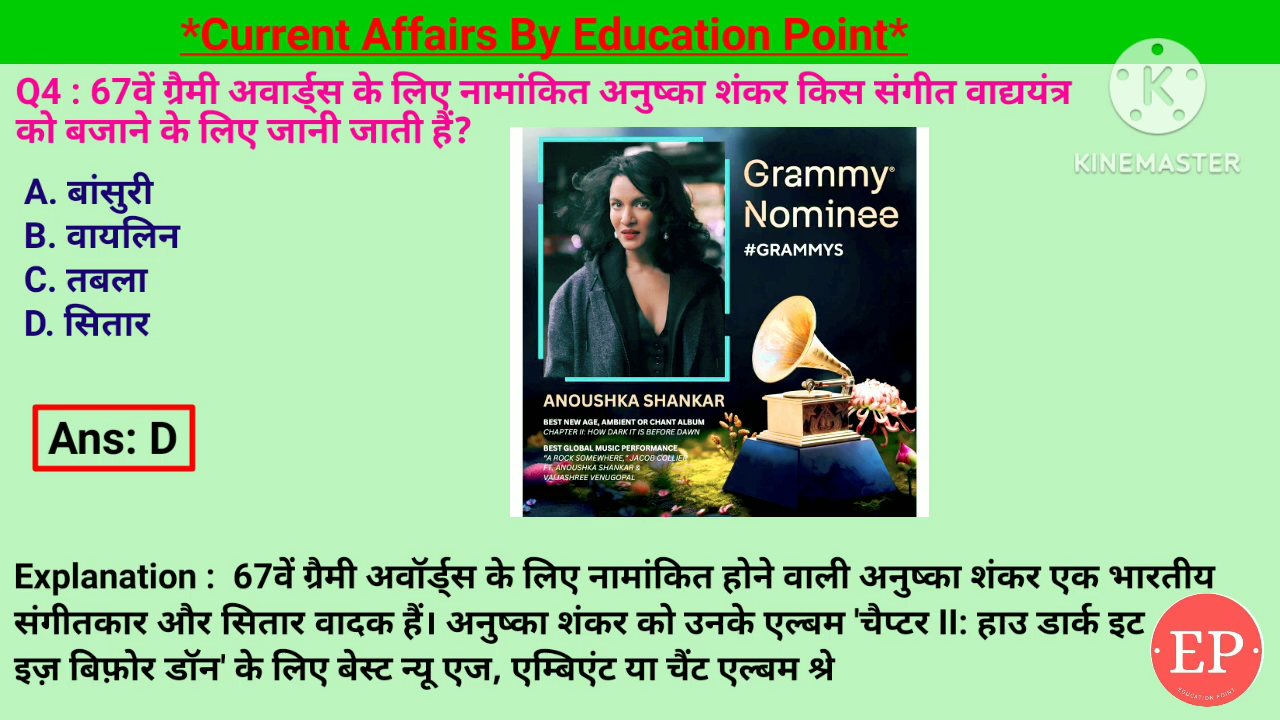 *Current Affairs By Education Point*
Q4 : 67वें ग्रैमी अवार्ड्स के लिए नामांकित अनुष्का शंकर किस संगीत वाद्ययंत्र
को बजाने के लिए जानी जाती हैं?
KINEMASTER
A. बांसुरी
B. वायलिन
C. तबला
D. सितार
Ans: D
Grammy®
Nominee
#GRAMMYS
ANOUSHKA SHANKAR
BEST NEW AGE, AMBIENT OR CHANT ALBUM
CHAPTER II: HOW DARK IT IS BEFORE DAWN
BEST GLOBAL MUSIC PERFORMANCE
"A ROCK SOMEWHERE," JACOB COLLIER
FT. ANOUSHKA SHANKAR &
VARIJASHREE VENUGOPAL
Explanation : 67वें ग्रैमी अवॉर्ड्स के लिए नामांकित होने वाली अनुष्का शंकर एक भारतीय
संगीतकार और सितार वादक हैं। अनुष्का शंकर को उनके एल्बम 'चैप्टर II: हाउ डार्क इट
इज़ बिफ़ोर डॉन' के लिए बेस्ट न्यू एज, एम्बिएंट या चैंट एल्बम श्रे
EP
EDUCATION POINT